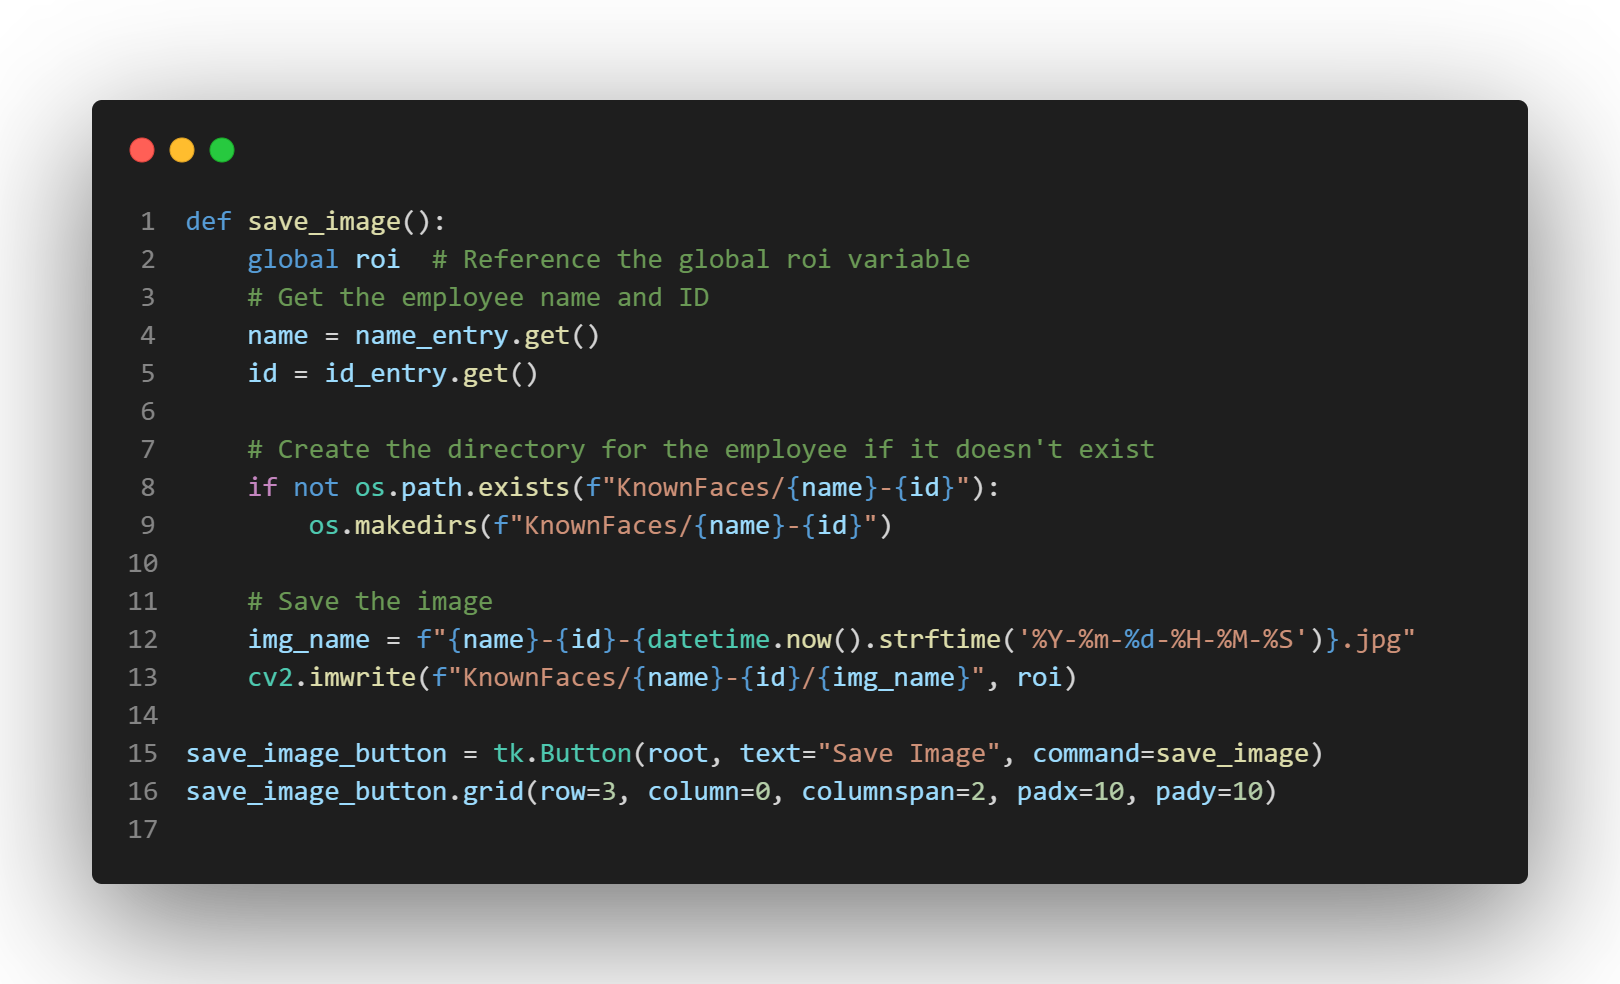 1 def save_image():
2     global roi  # Reference the global roi variable
3     # Get the employee name and ID
4     name = name_entry.get()
5     id = id_entry.get()
6
7     # Create the directory for the employee if it doesn't exist
8     if not os.path.exists(f"KnownFaces/{name}-{id}"):
9         os.makedirs(f"KnownFaces/{name}-{id}")
10
11     # Save the image
12     img_name = f"{name}-{id}-{datetime.now().strftime('%Y-%m-%d-%H-%M-%S')}.jpg"
13     cv2.imwrite(f"KnownFaces/{name}-{id}/{img_name}", roi)
14
15 save_image_button = tk.Button(root, text="Save Image", command=save_image)
16 save_image_button.grid(row=3, column=0, columnspan=2, padx=10, pady=10)
17